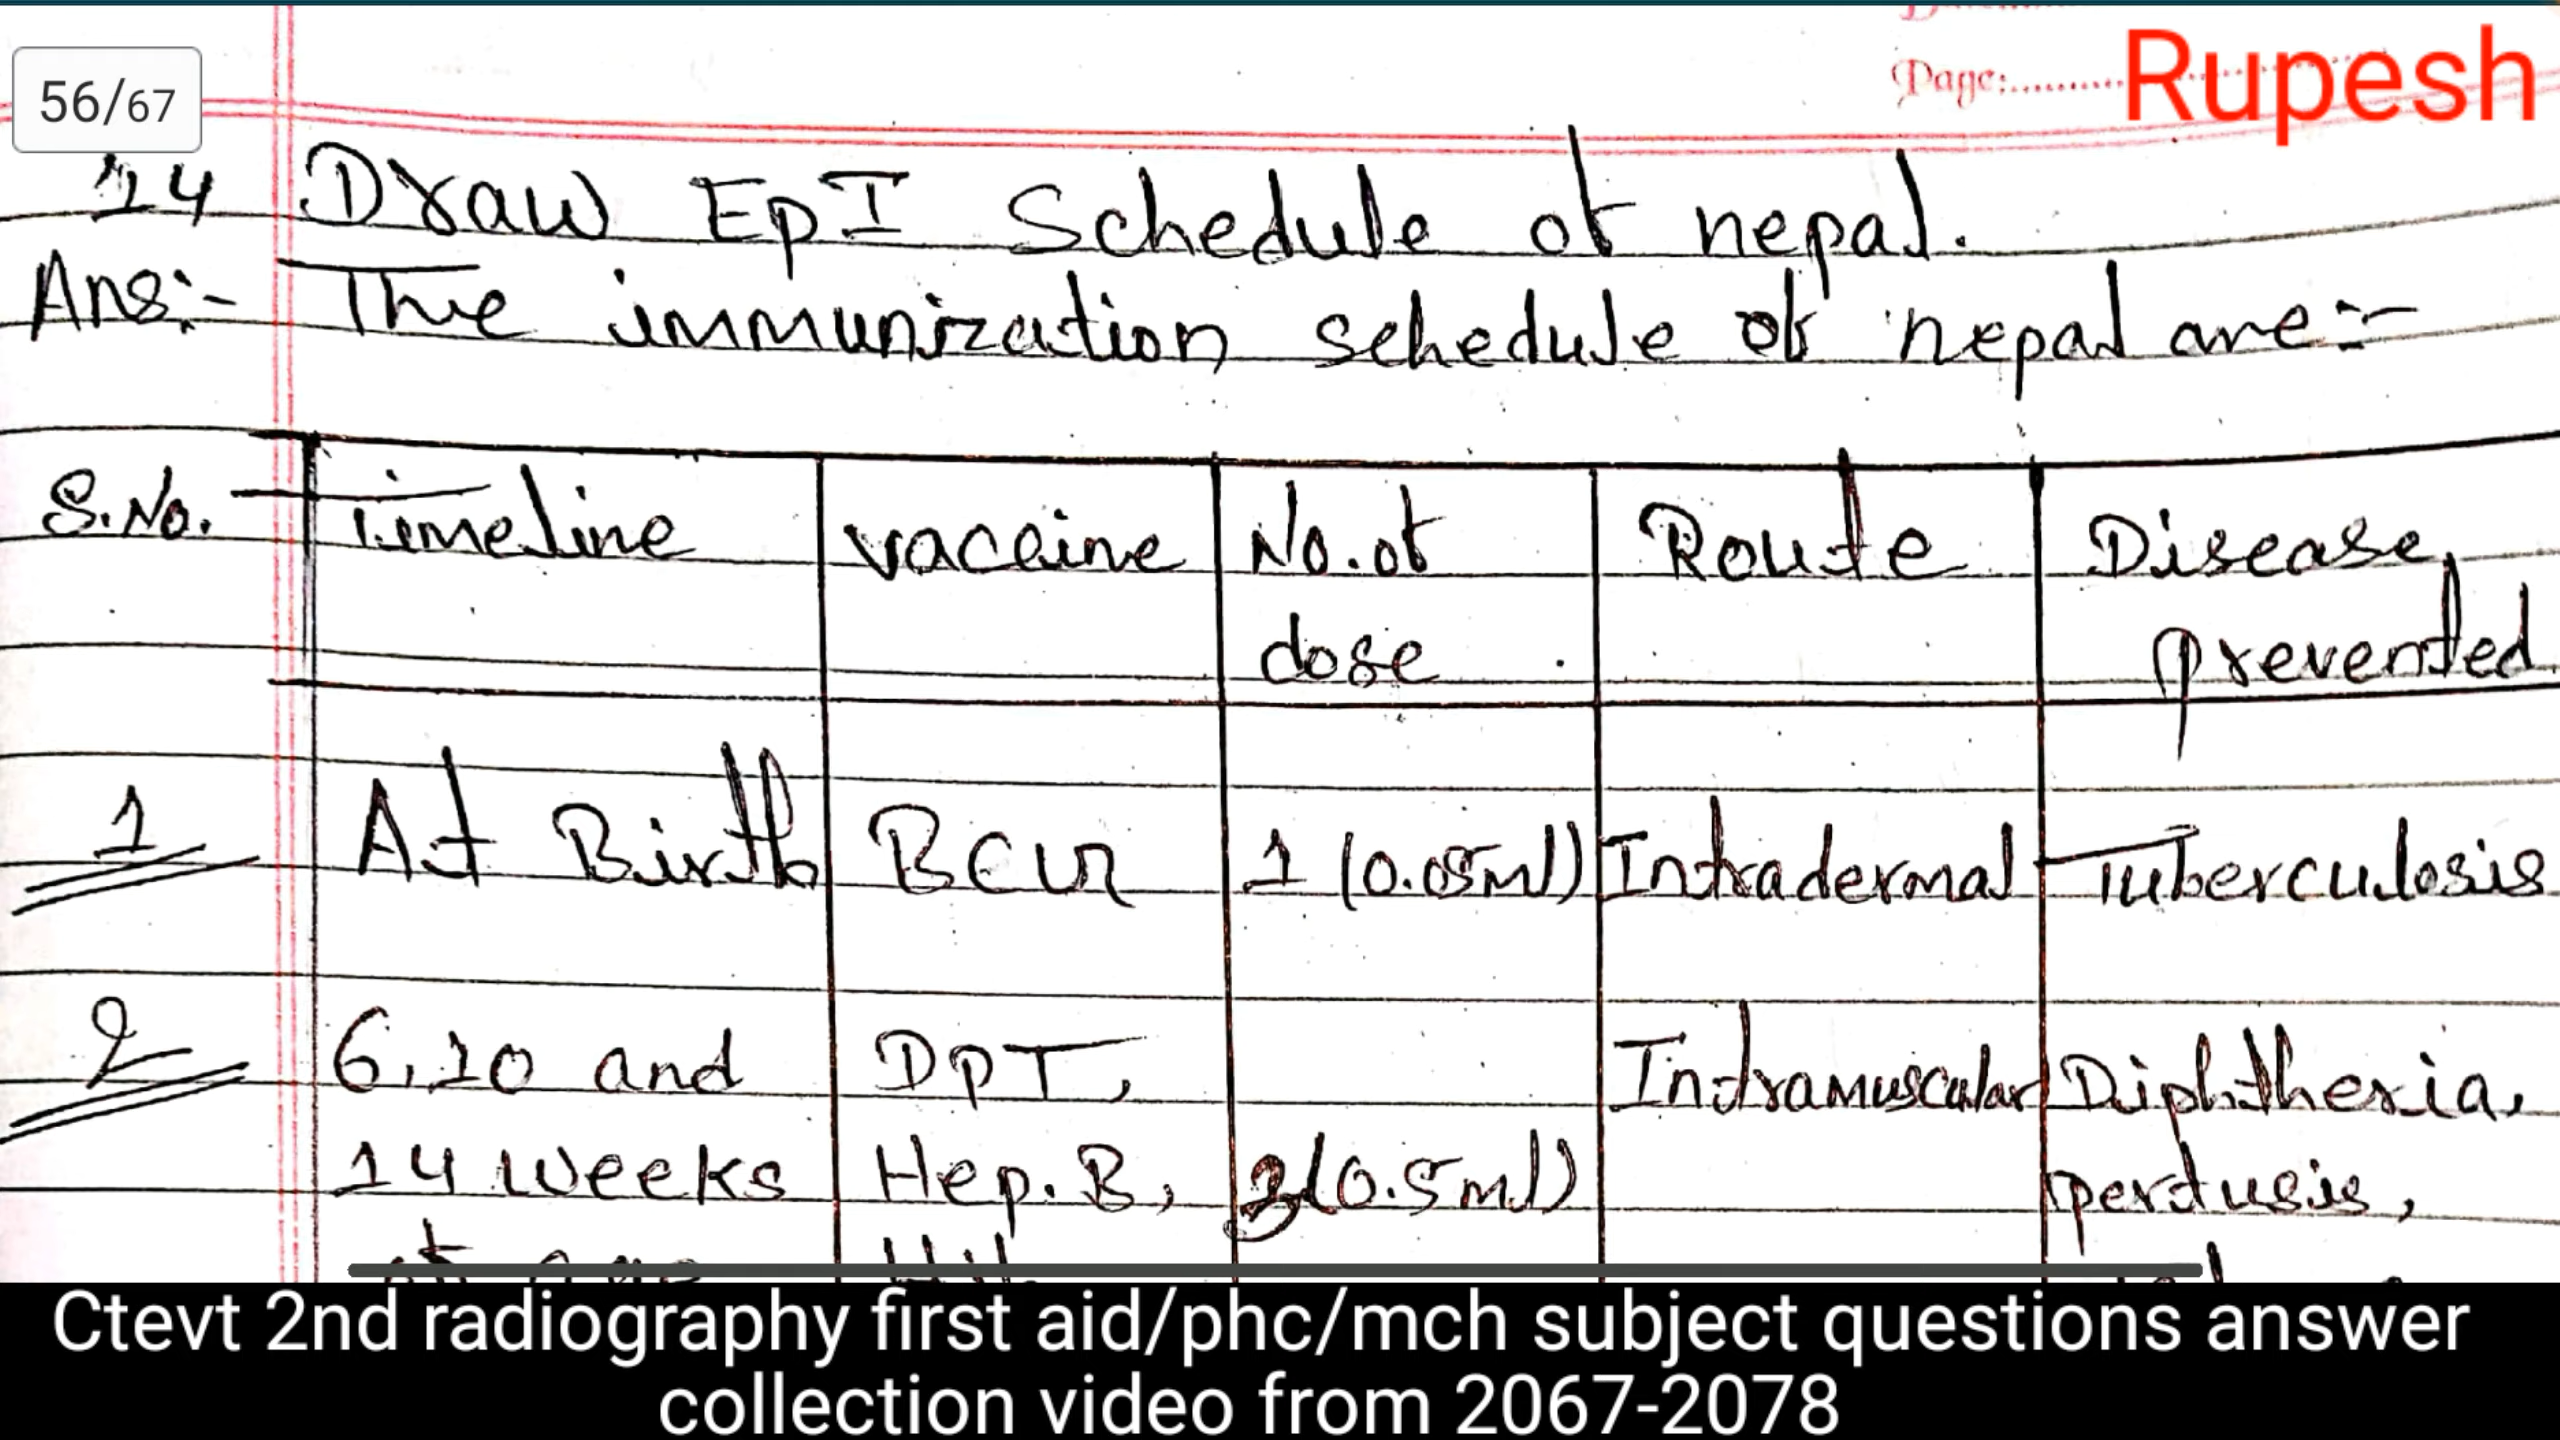 Rupesh
56/67
Page:
14 Draw EpI Schedule of nepal.
Ans:- The immunization schedule of nepal are:-
S.No. Timeline vaccine No. of dose Route Disease prevented
1 At Birth BCG 1 (0.05ml) Intradermal Tuberculosis
2 6,10 and DPT, Intramuscular Diphtheria,
14 weeks Hep. B, 3(0.5ml) pertusis,
of age
Ctevt 2nd radiography first aid/phc/mch subject questions answer
collection video from 2067-2078